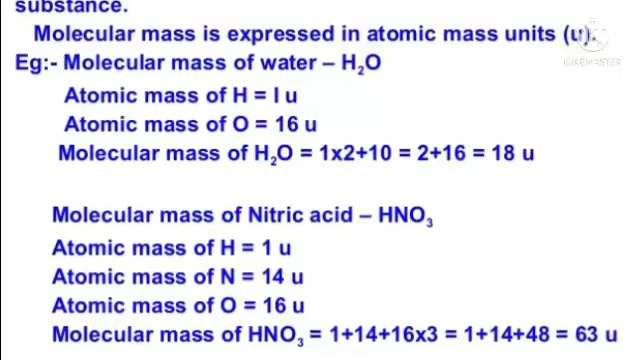 substance.
Molecular mass is expressed in atomic mass units (u).
Eg:- Molecular mass of water – H₂O
Atomic mass of H = I u
Atomic mass of O = 16 u
Molecular mass of H₂O = 1x2+10 = 2+16 = 18 u
Molecular mass of Nitric acid – HNO₃
Atomic mass of H = 1 u
Atomic mass of N = 14 u
Atomic mass of O = 16 u
Molecular mass of HNO₃ = 1+14+16x3 = 1+14+48 = 63 u